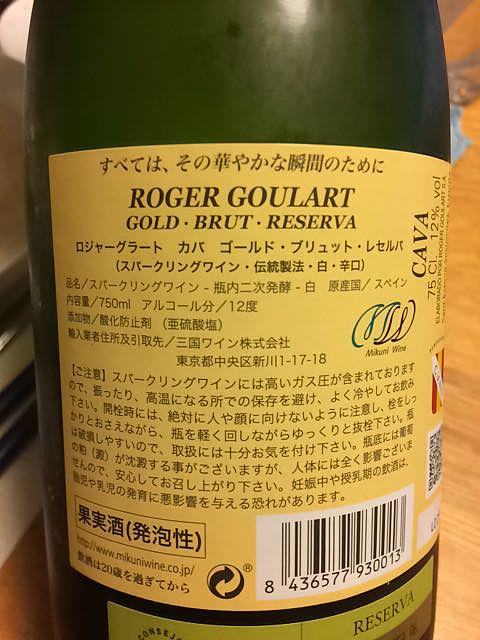 すべては、その華やかな瞬間のために
ROGER GOULART
GOLD・BRUT・RESERVA
ロジャーグラート カバ ゴールド・ブリュット・レセルバ
(スパークリングワイン・伝統製法・白・辛口)
品名/スパークリングワイン - 瓶内二次発酵 - 白 原産国/ スペイン
内容量/750ml アルコール分/12度
添加物/酸化防止剤 (亜硫酸塩)
輸入業者住所及引取先/三国ワイン株式会社
東京都中央区新川1-17-18
Mikuni Wine
【ご注意】スパークリングワインには高いガス圧が含まれております
ので、振ったり、高温になる所での保存を避け、よく冷やしてお飲み
下さい。開栓時には、絶対に人や顔に向けないように注意し、栓をしっ
かりとおさえながら、瓶を軽く回しながらゆっくりと抜栓下さい。瓶
は破損しやすいので、取扱には十分お気を付け下さい。瓶底には葡萄
の粕(澱)が沈澱する事がございますが、人体には全く影響ございま
せんので、安心してお召し上がり下さい。妊娠中や授乳期の飲酒は、
胎児や乳児の発育に悪影響を与える恐れがあります。
果実酒(発泡性)
http://www.mikuniwine.co.jp/
飲酒は20歳を過ぎてから
®
8 436577 930013
CAVA
75 Cl. 12% vol
ELABORADO POR ROGER GOULART S.A.
CONSEJO
RESERVA